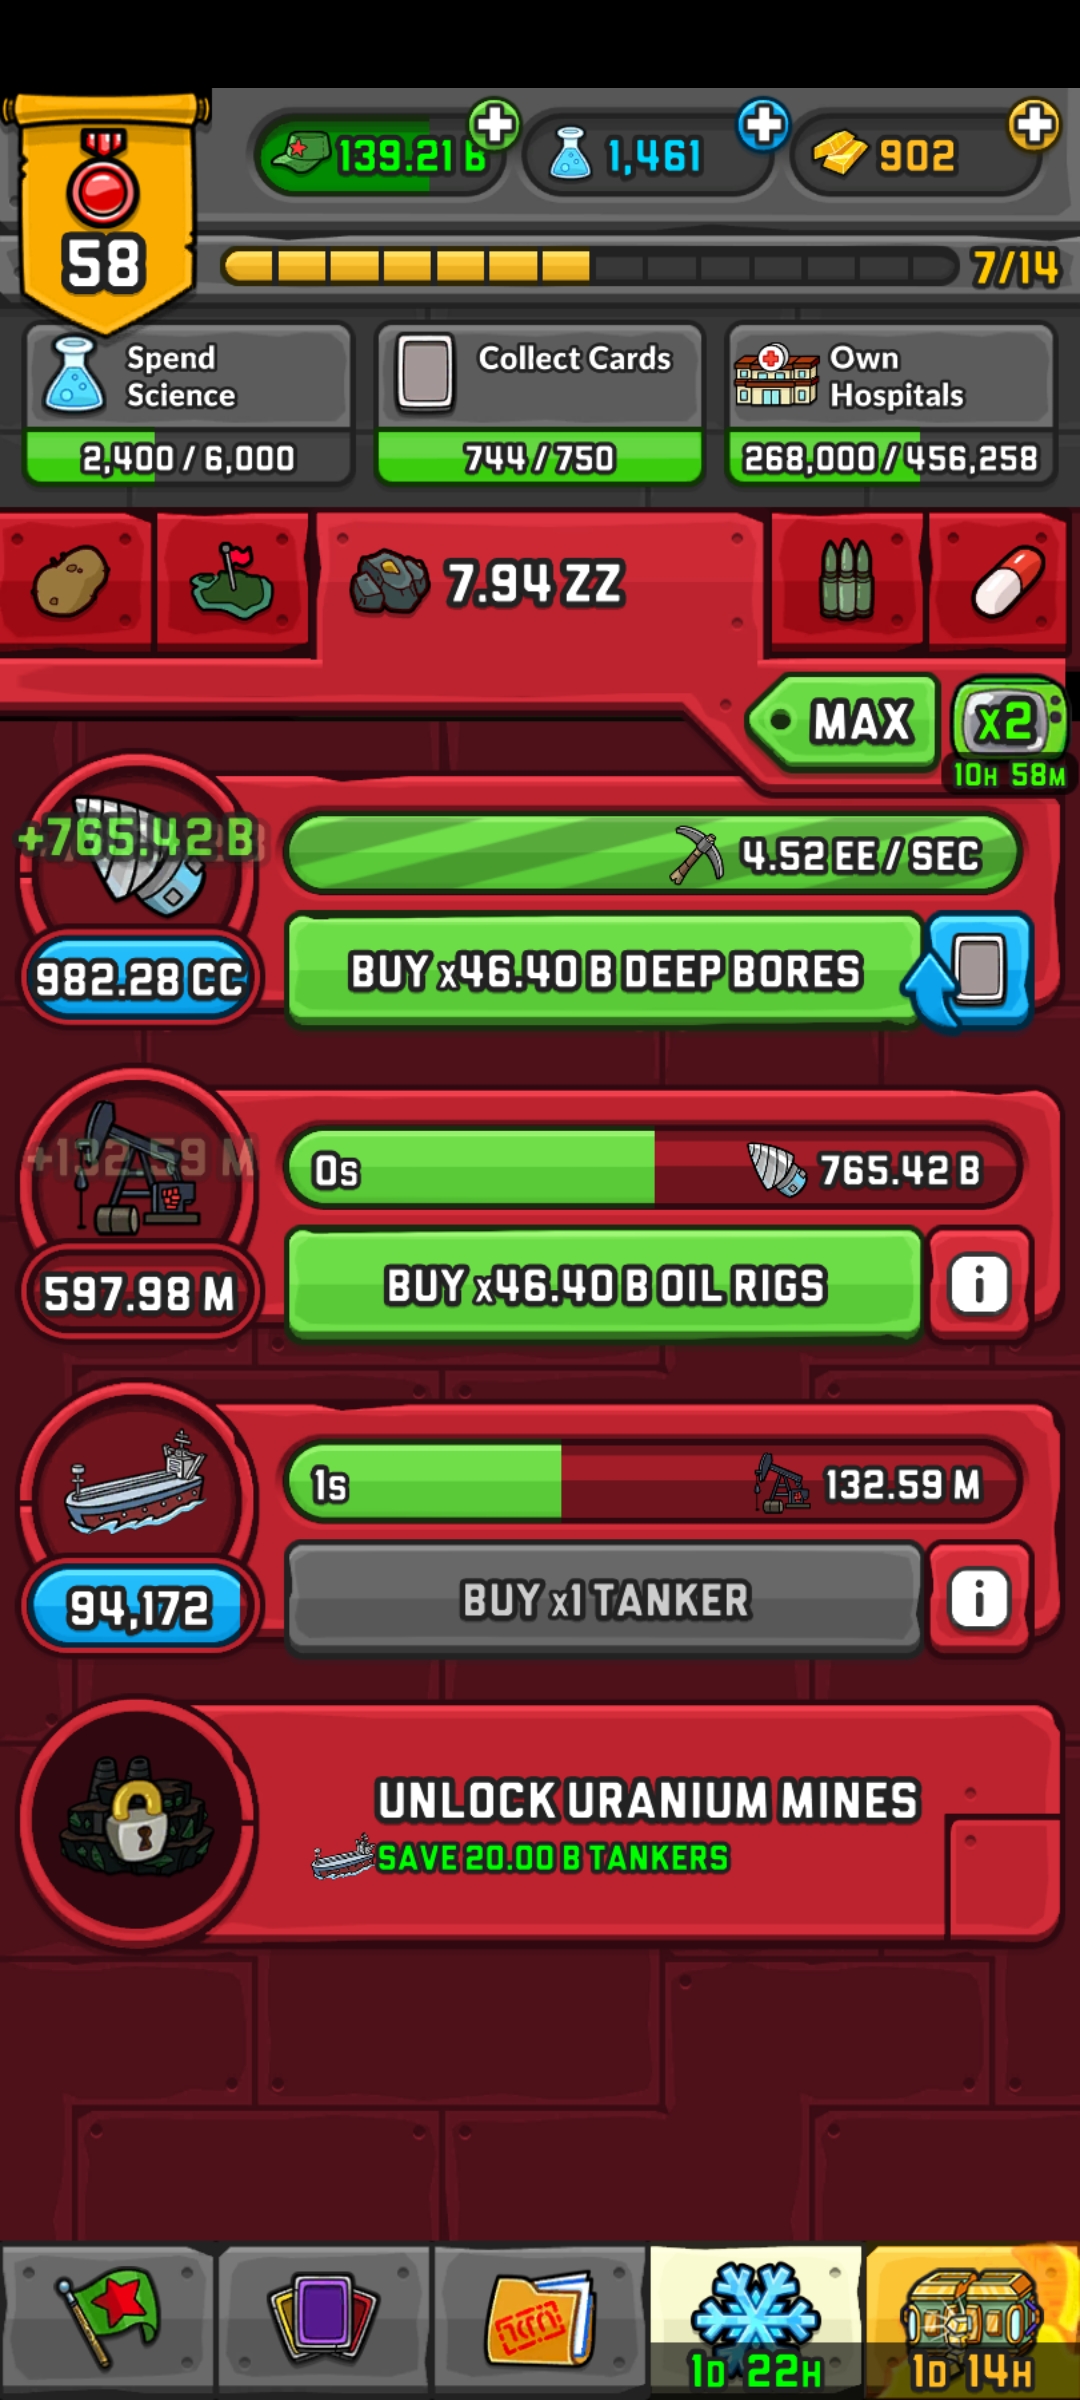 58
139.21 B
1,461
902
7/14
Spend
Science
2,400 / 6,000
Collect Cards
744 / 750
Own
Hospitals
268,000 / 456,258
7.94 ZZ
MAX
x2
10H 58M
+765.42 B
4.52 EE / SEC
982.28 CC
BUY x46.40 B DEEP BORES
+132.59 M
0s
765.42 B
597.98 M
BUY x46.40 B OIL RIGS
i
1s
132.59 M
94,172
BUY x1 TANKER
i
UNLOCK URANIUM MINES
SAVE 20.00 B TANKERS
1D 22H
1D 14H